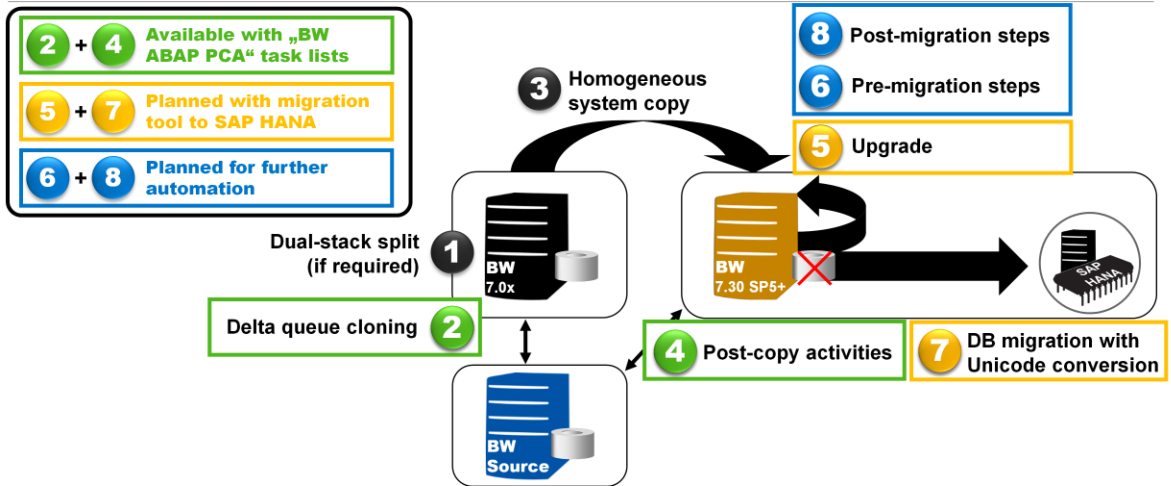 2 + 4 Available with „BW
ABAP PCA“ task lists
5 + 7 Planned with migration
tool to SAP HANA
6 + 8 Planned for further
automation
3 Homogeneous
system copy
8 Post-migration steps
6 Pre-migration steps
5 Upgrade
Dual-stack split
(if required)
1
BW
7.0x
BW
7.30 SP5+
SAP
HANA
Delta queue cloning 2
4 Post-copy activities
7 DB migration with
Unicode conversion
BW
Source